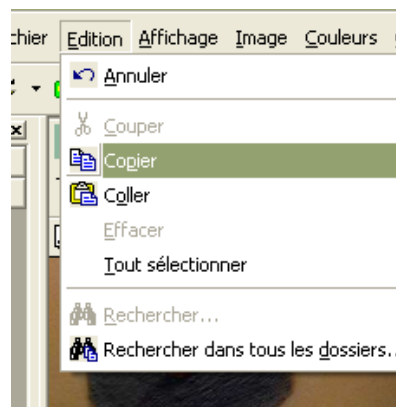 chier Edition Affichage Image Couleurs
Annuler
Couper
Copier
Coller
Effacer
Tout sélectionner
Rechercher...
Rechercher dans tous les dossiers..